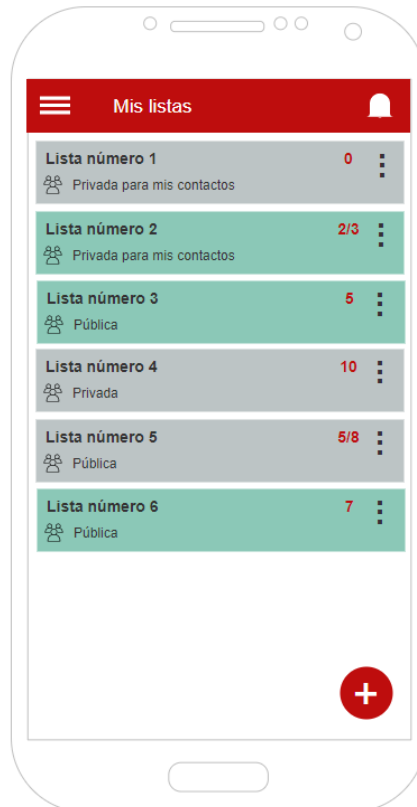 Mis listas
Lista número 1 0
Privada para mis contactos
Lista número 2 2/3
Privada para mis contactos
Lista número 3 5
Pública
Lista número 4 10
Privada
Lista número 5 5/8
Pública
Lista número 6 7
Pública
+